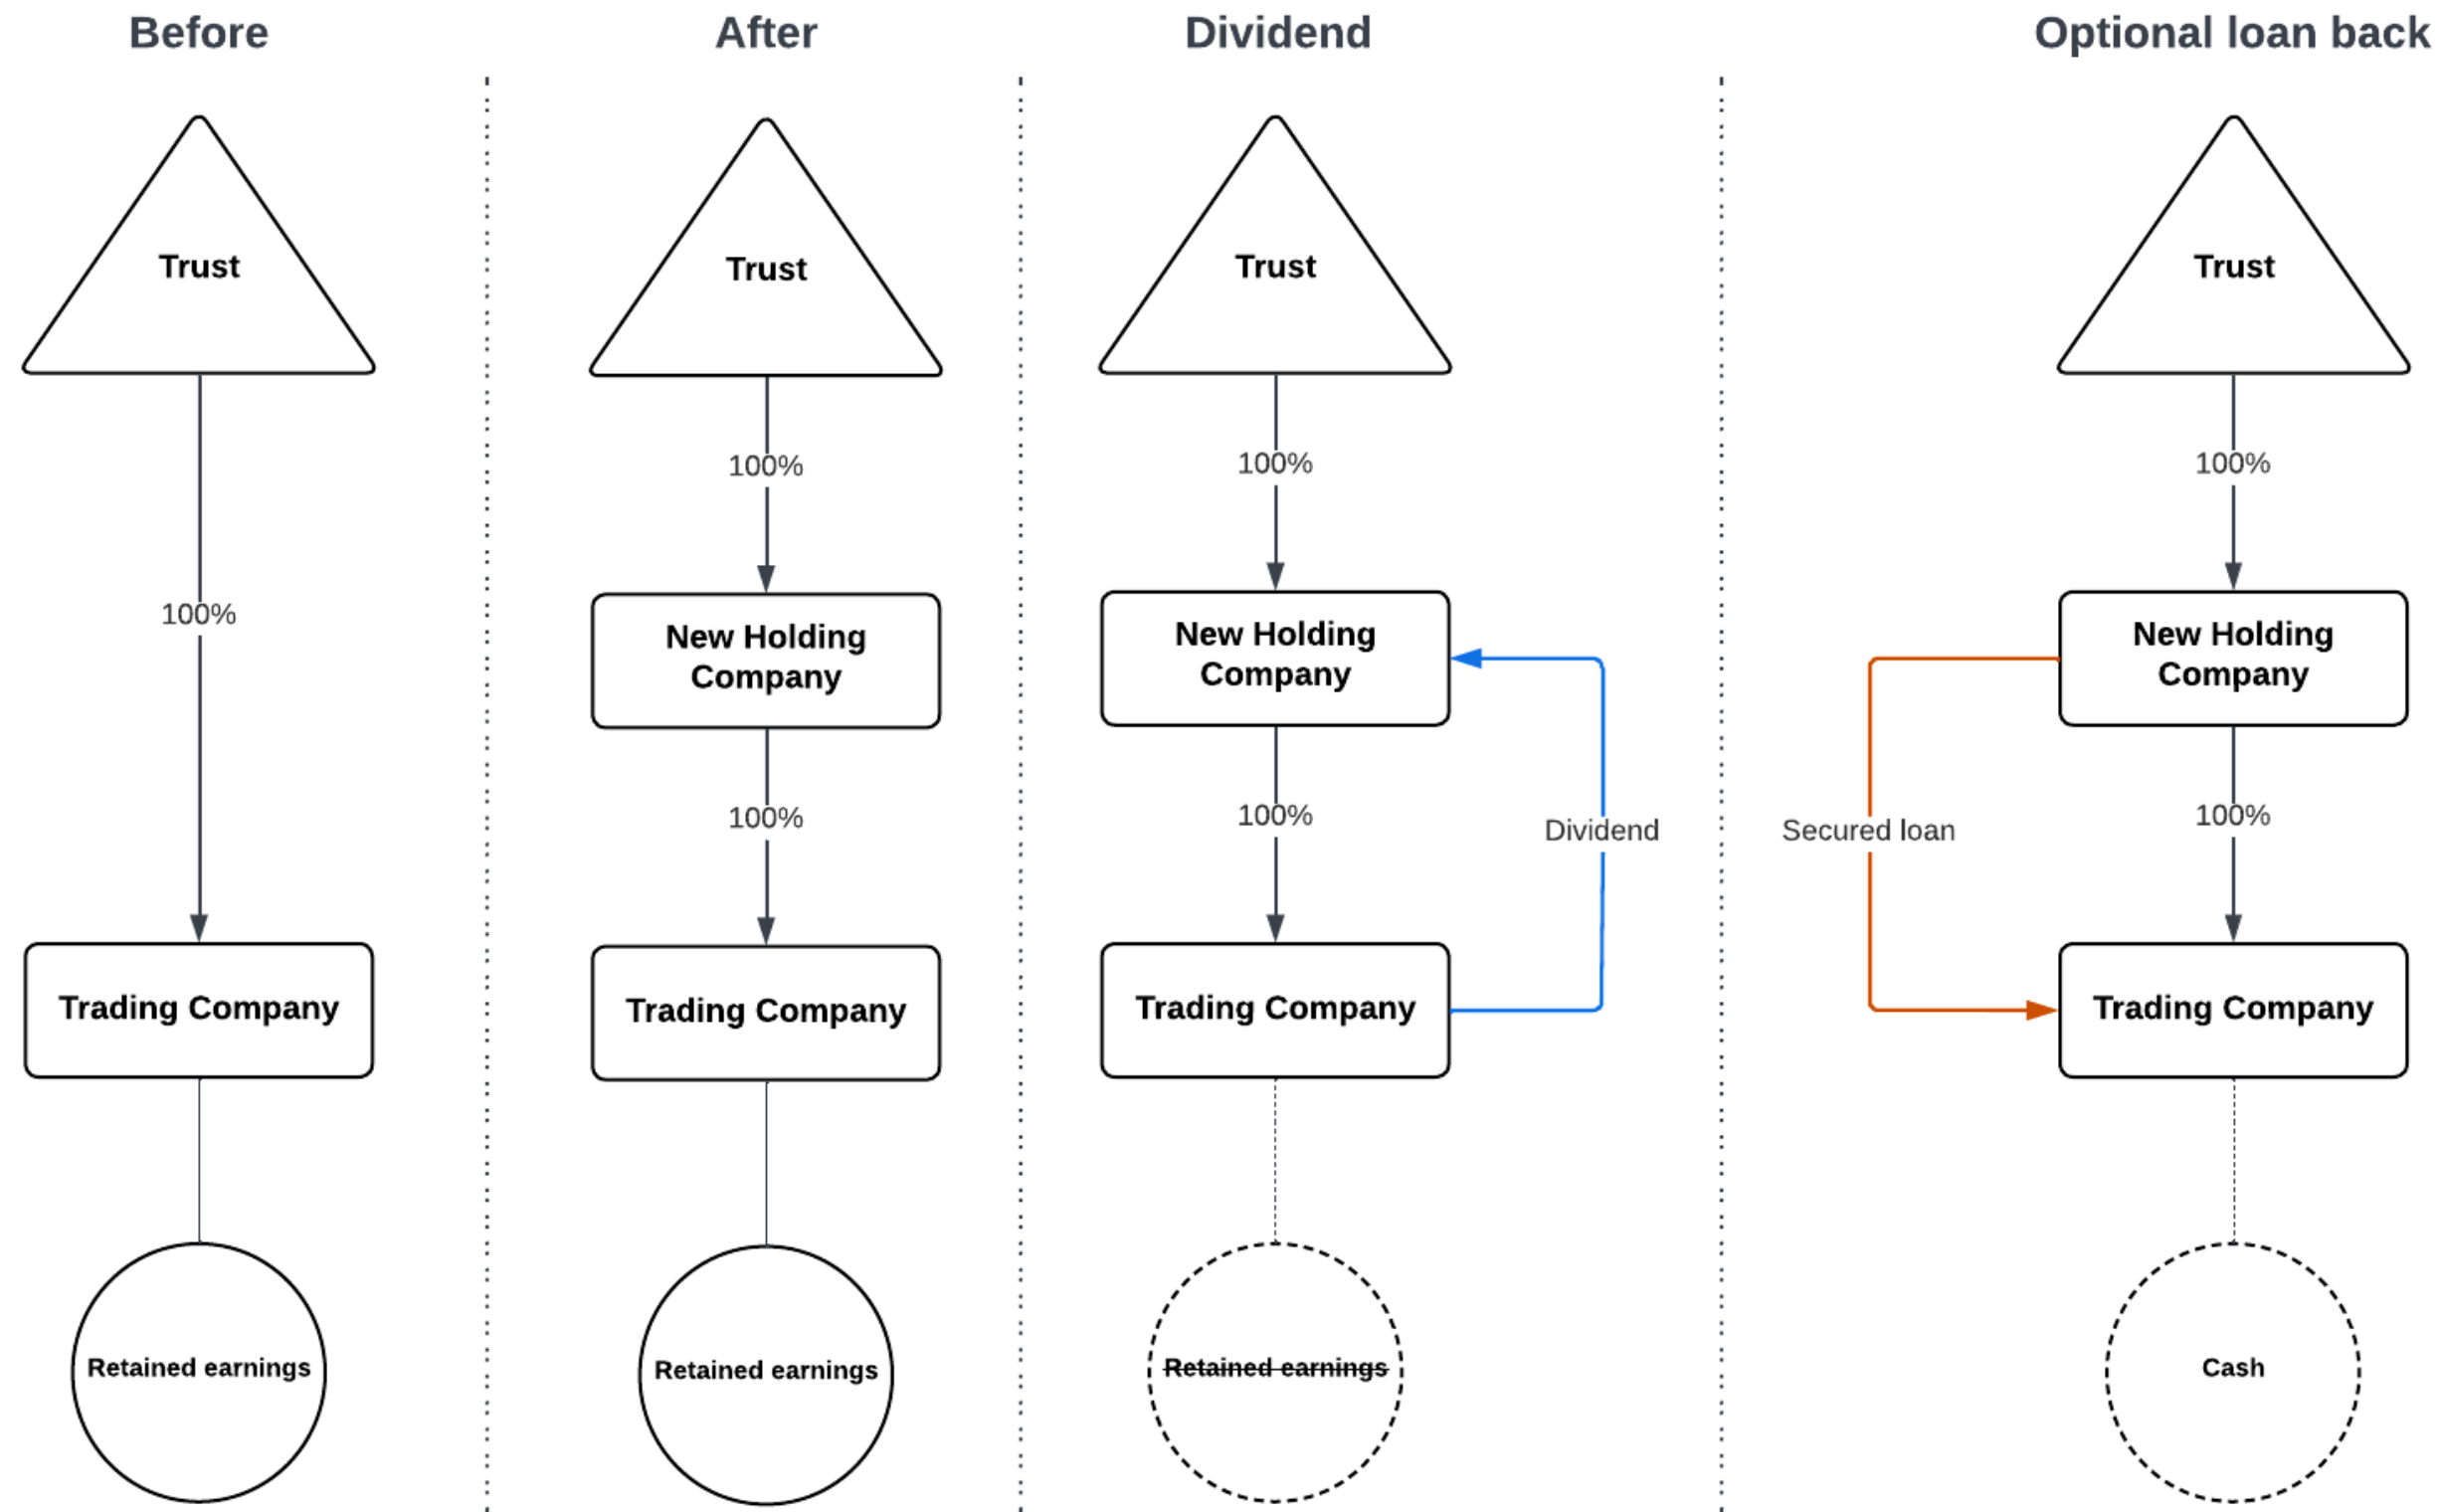 Before
Trust
100%
Trading Company
Retained earnings
After
Trust
100%
New Holding
Company
100%
Trading Company
Retained earnings
Dividend
Trust
100%
New Holding
Company
100%
Dividend
Trading Company
Retained earnings
Optional loan back
Trust
100%
New Holding
Company
Secured loan
100%
Trading Company
Cash